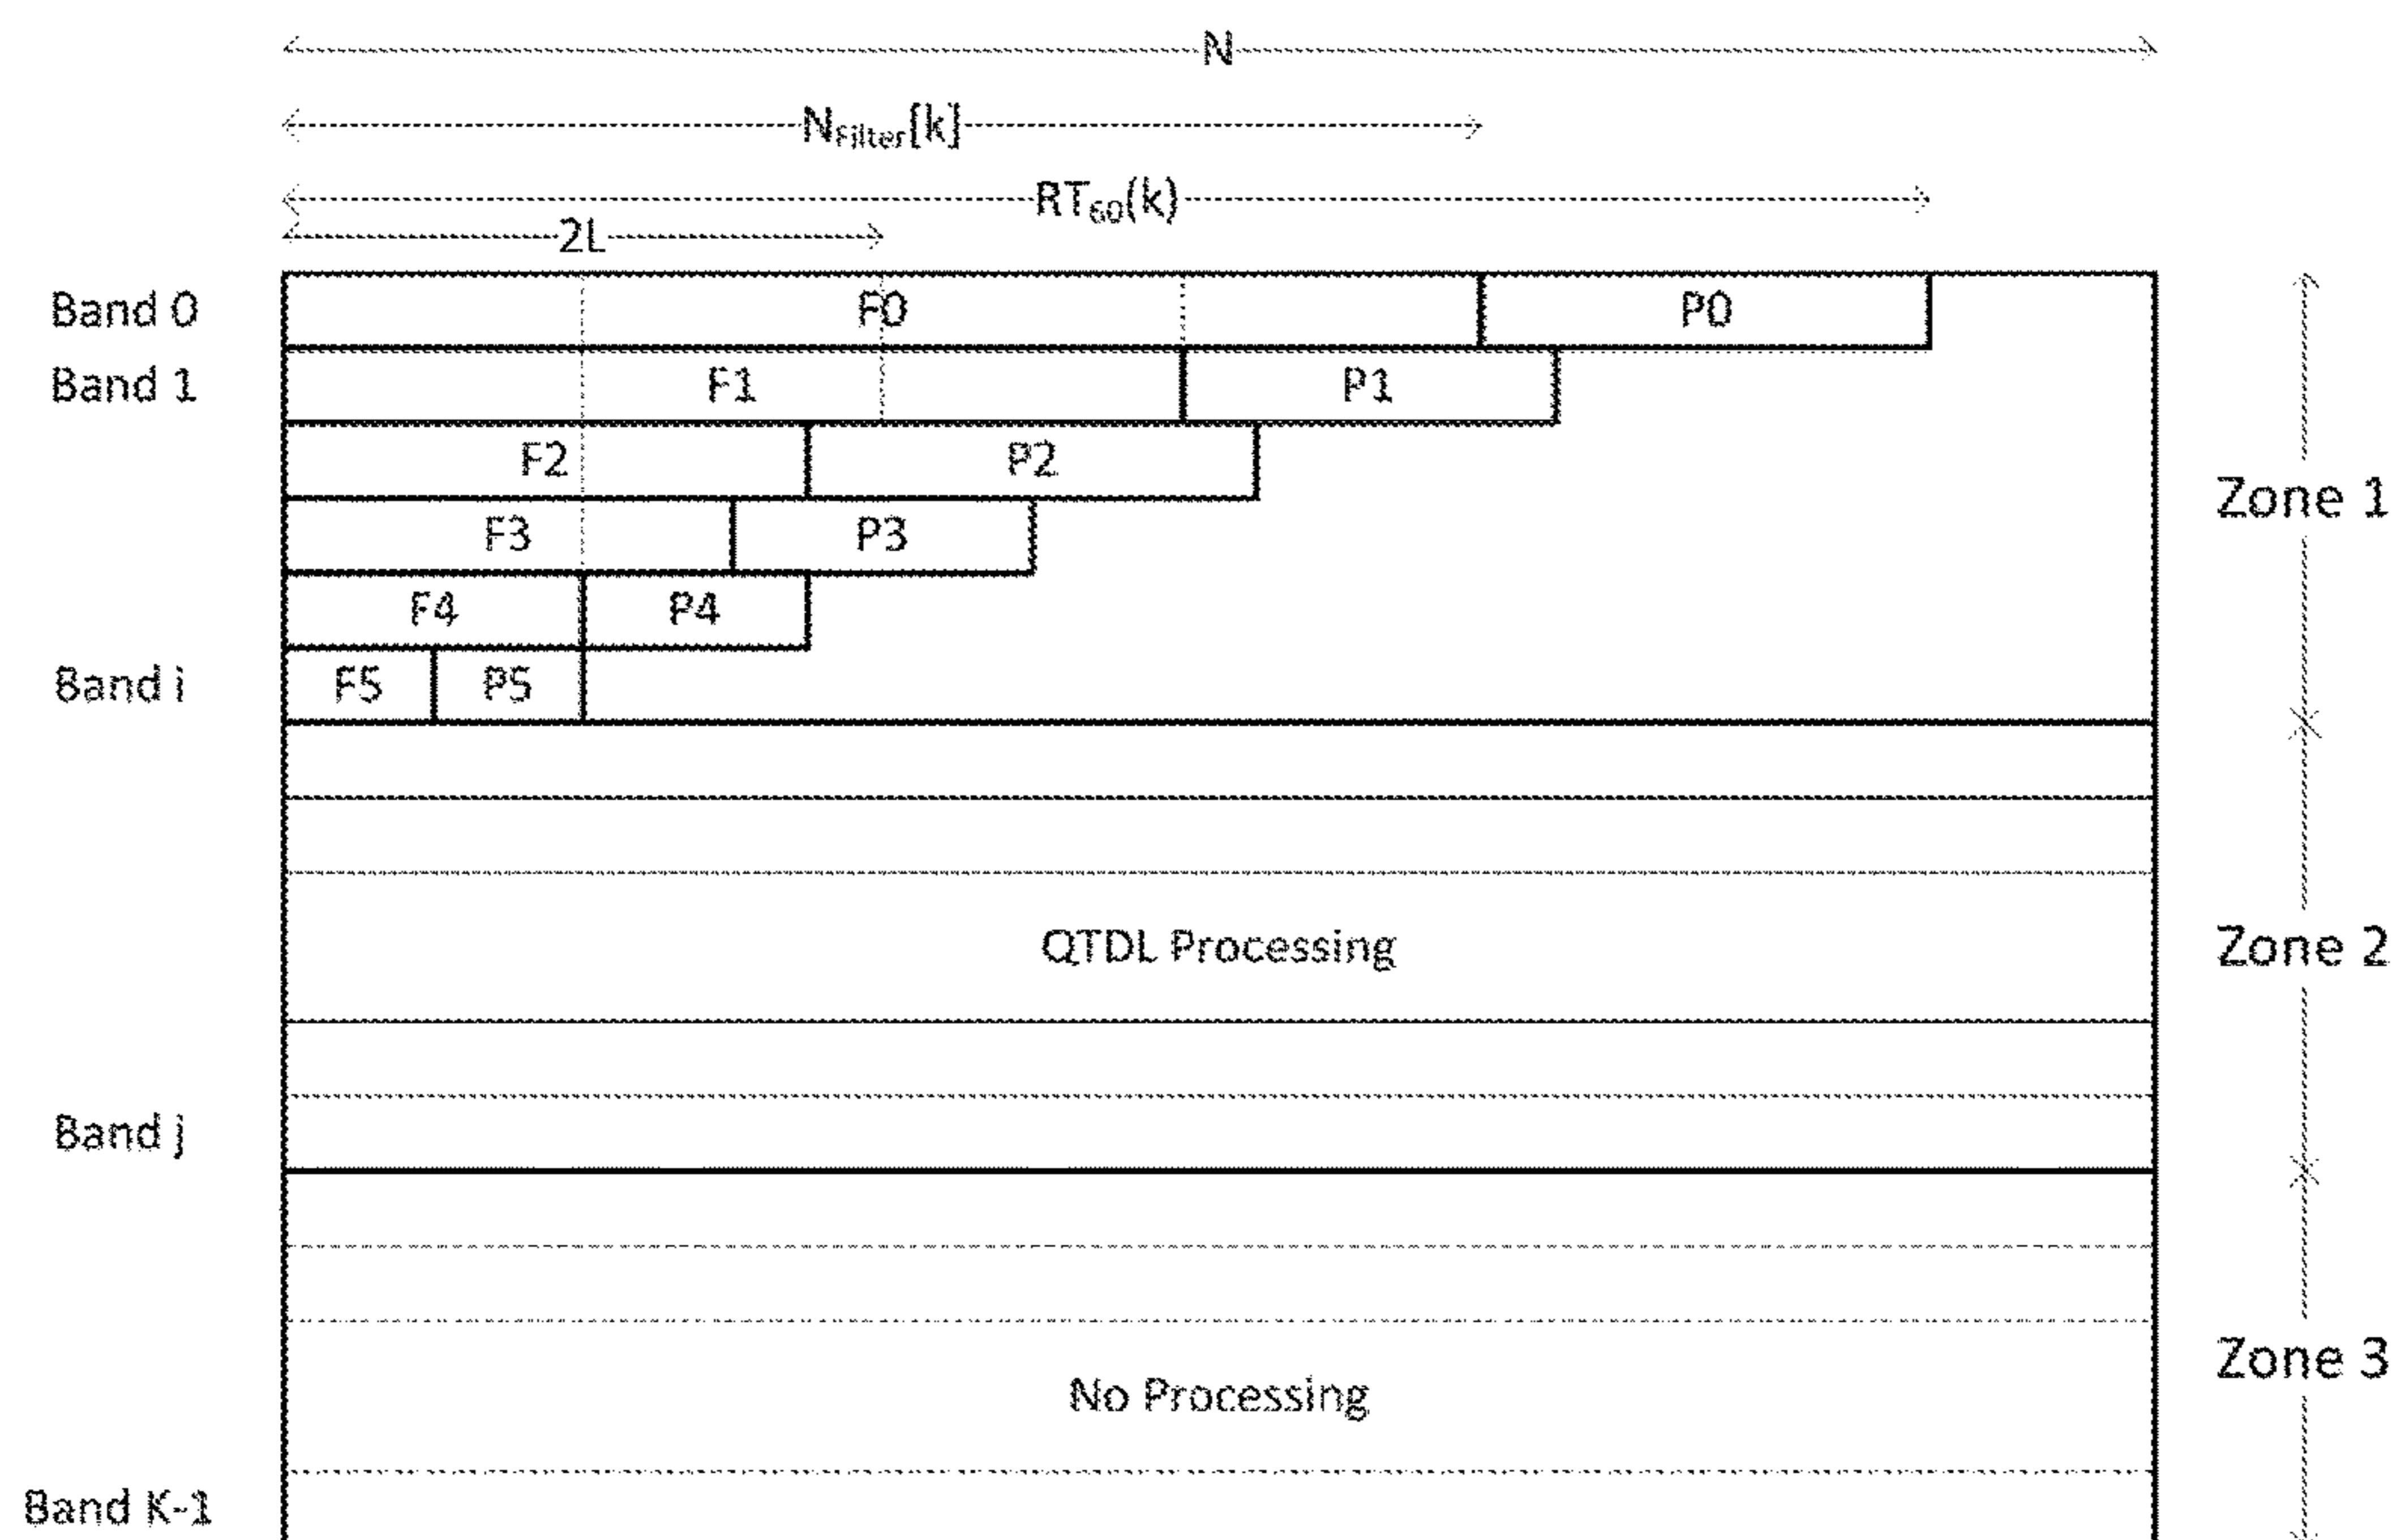 N
NFilter[k]
RT60(k)
2L
Band 0 F0 P0
Band 1 F1 P1
F2 P2
Zone 1
F3 P3
F4 P4
Band i F5 P5
QTDL Processing Zone 2
Band j
Zone 3
No Processing
Band K-1